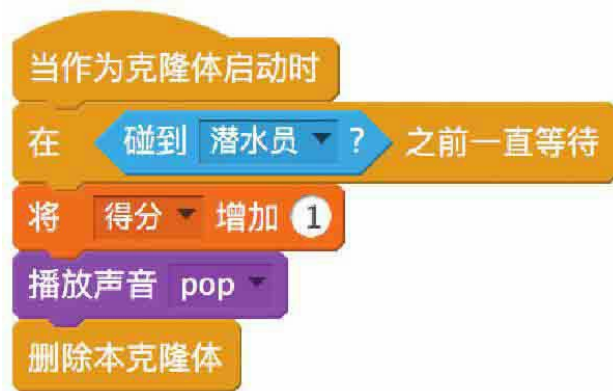 当作为克隆体启动时
在 碰到 潜水员 ? 之前一直等待
将 得分 增加 1
播放声音 pop
删除本克隆体